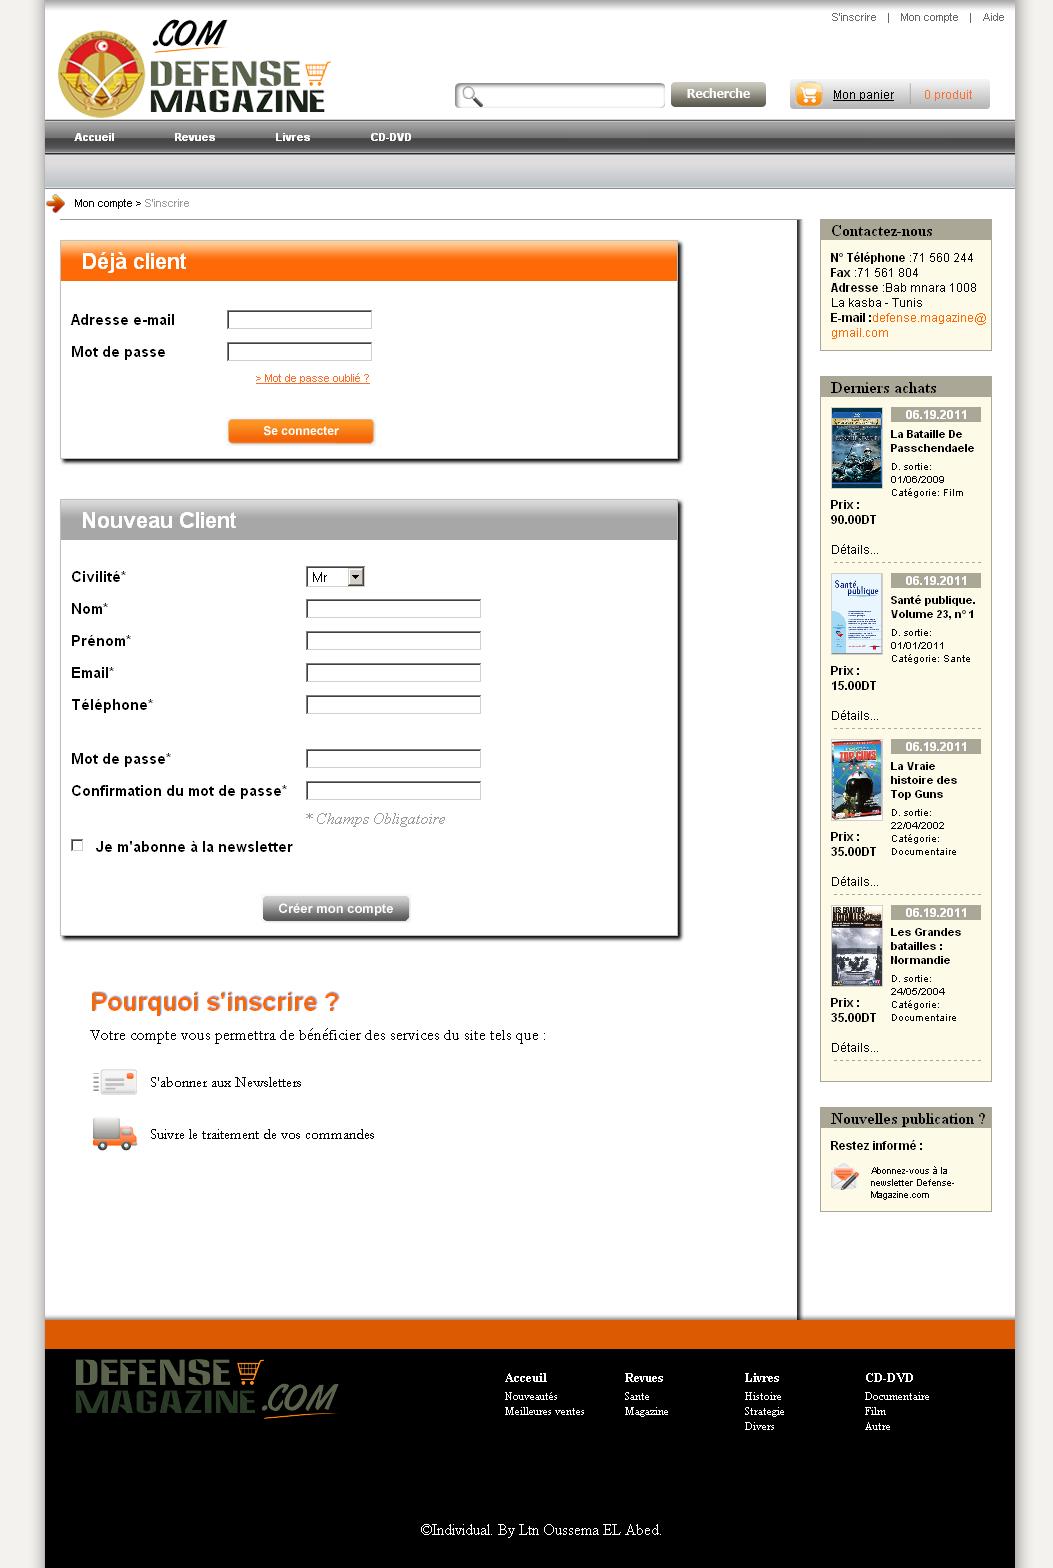 S'inscrire | Mon compte | Aide
.COM
DEFENSE
MAGAZINE
Recherche
Mon panier
0 produit
Accueil
Revues
Livres
CD-DVD
Mon compte > S'inscrire
Déjà client
Adresse e-mail
Mot de passe
> Mot de passe oublié ?
Se connecter
Nouveau Client
Civilité*
Mr
Nom*
Prénom*
Email*
Téléphone*
Mot de passe*
Confirmation du mot de passe*
* Champs Obligatoire
Je m'abonne à la newsletter
Créer mon compte
Pourquoi s'inscrire ?
Votre compte vous permettra de bénéficier des services du site tels que :
S'abonner aux Newsletters
Suivre le traitement de vos commandes
Contactez-nous
N° Téléphone :71 560 244
Fax :71 561 804
Adresse :Bab mnara 1008
La kasba - Tunis
E-mail :defense.magazine@
gmail.com
Derniers achats
06.19.2011
La Bataille De
Passchendaele
D. sortie:
01/06/2009
Catégorie: Film
Prix :
90.00DT
Détails...
Santé
publique
06.19.2011
Santé publique.
Volume 23, n° 1
D. sortie:
01/01/2011
Catégorie: Sante
Prix :
15.00DT
Détails...
TOP GUNS
06.19.2011
La Vraie
histoire des
Top Guns
D. sortie:
22/04/2002
Catégorie:
Documentaire
Prix :
35.00DT
Détails...
LES GRANDES
BATAILLES
06.19.2011
Les Grandes
batailles :
Normandie
D. sortie:
24/05/2004
Catégorie:
Documentaire
Prix :
35.00DT
Détails...
Nouvelles publication ?
Restez informé :
Abonnez-vous à la
newsletter Defense-
Magazine.com
DEFENSE
MAGAZINE .COM
Acceuil
Nouveautés
Meilleures ventes
Revues
Sante
Magazine
Livres
Histoire
Strategie
Divers
CD-DVD
Documentaire
Film
Autre
©Individual. By Ltn Oussema EL Abed.